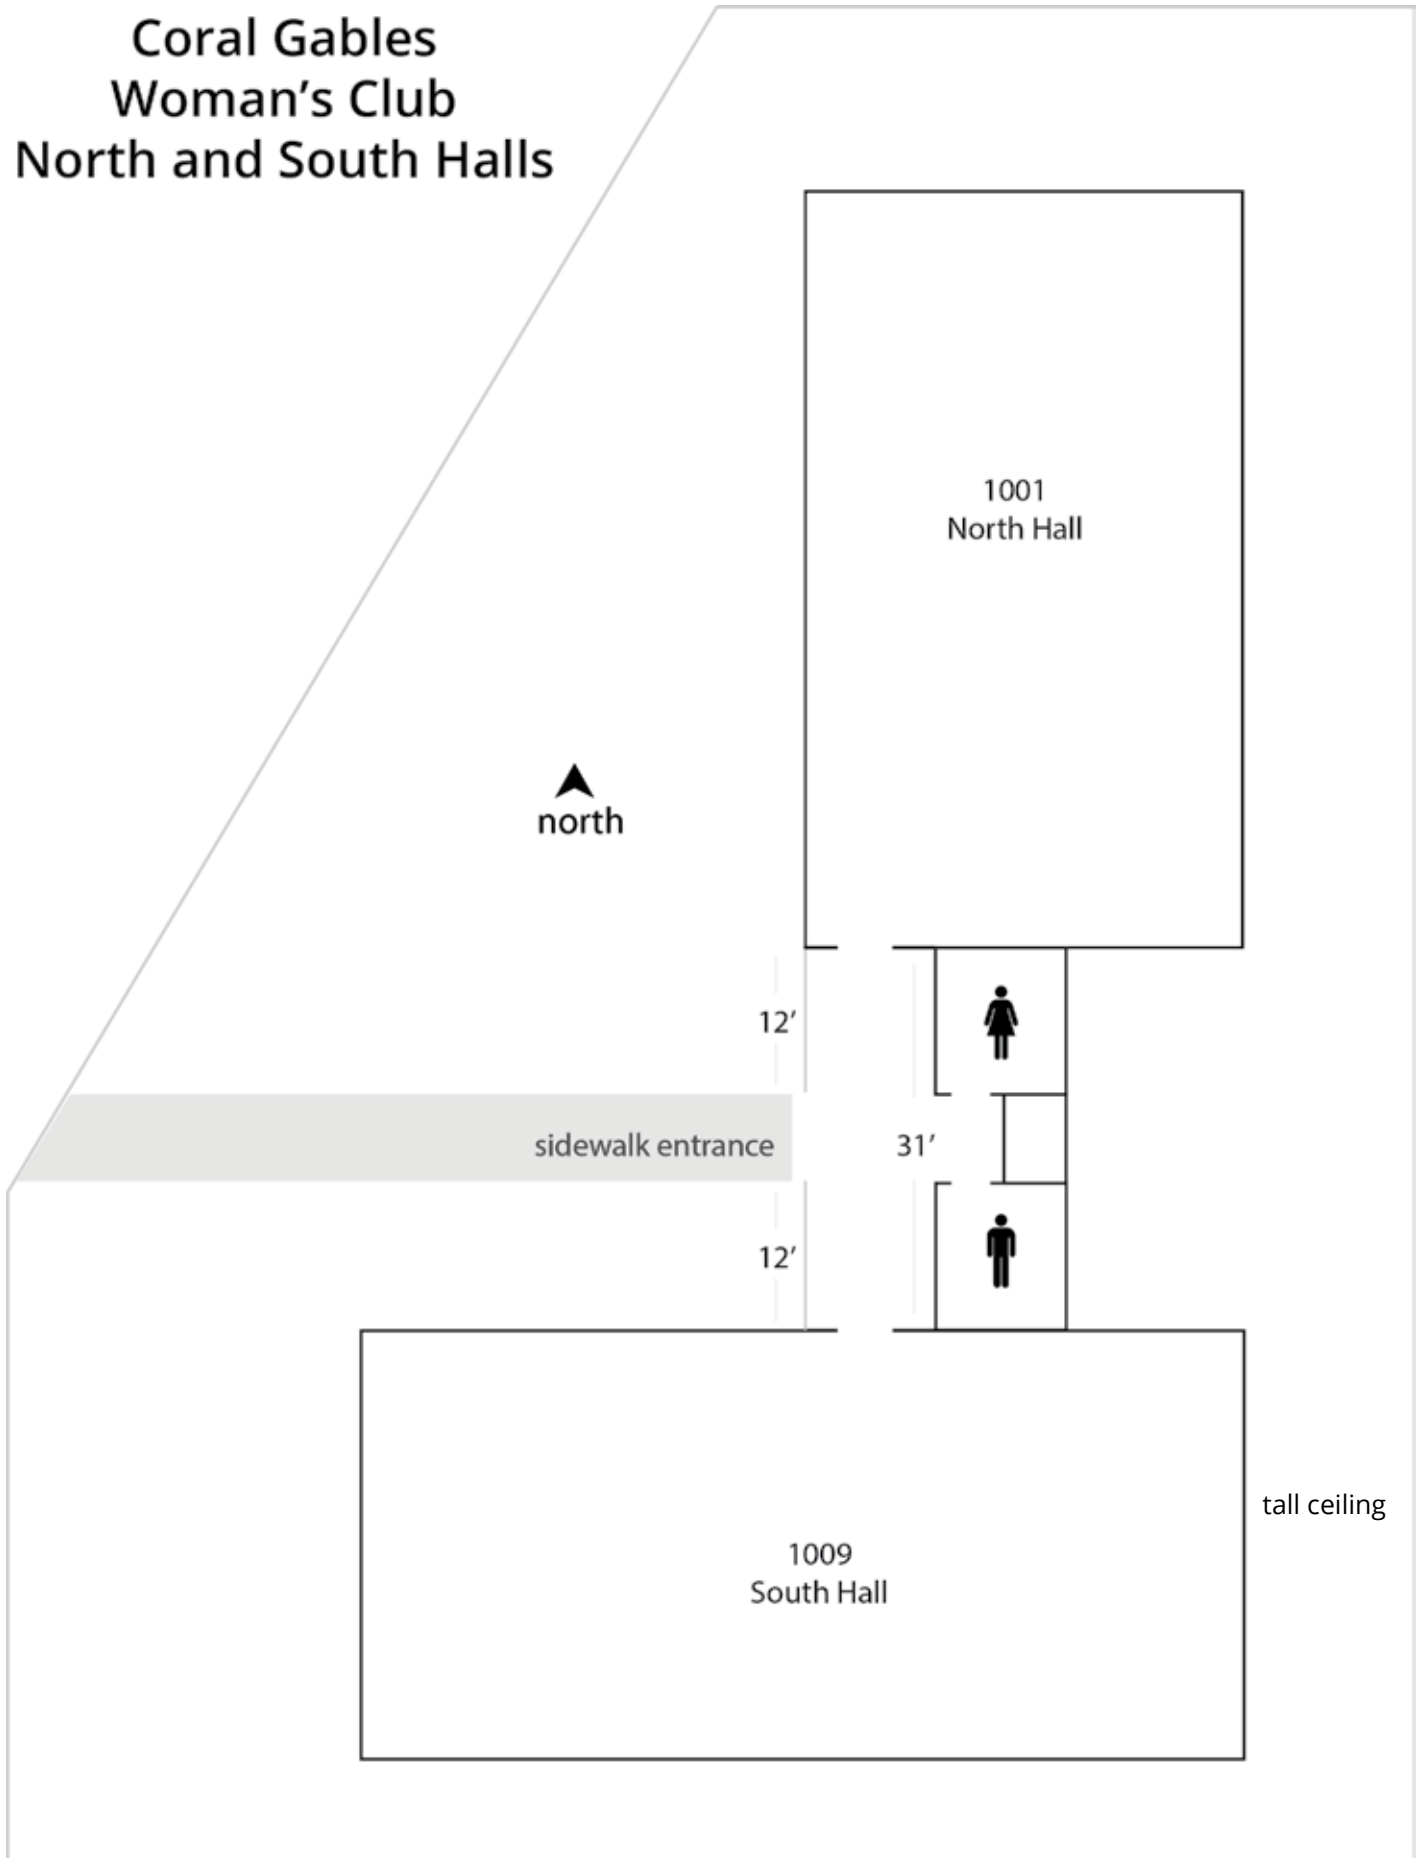 Coral Gables
Woman’s Club
North and South Halls
1001
North Hall
north
12′
sidewalk entrance
31′
12′
tall ceiling
1009
South Hall